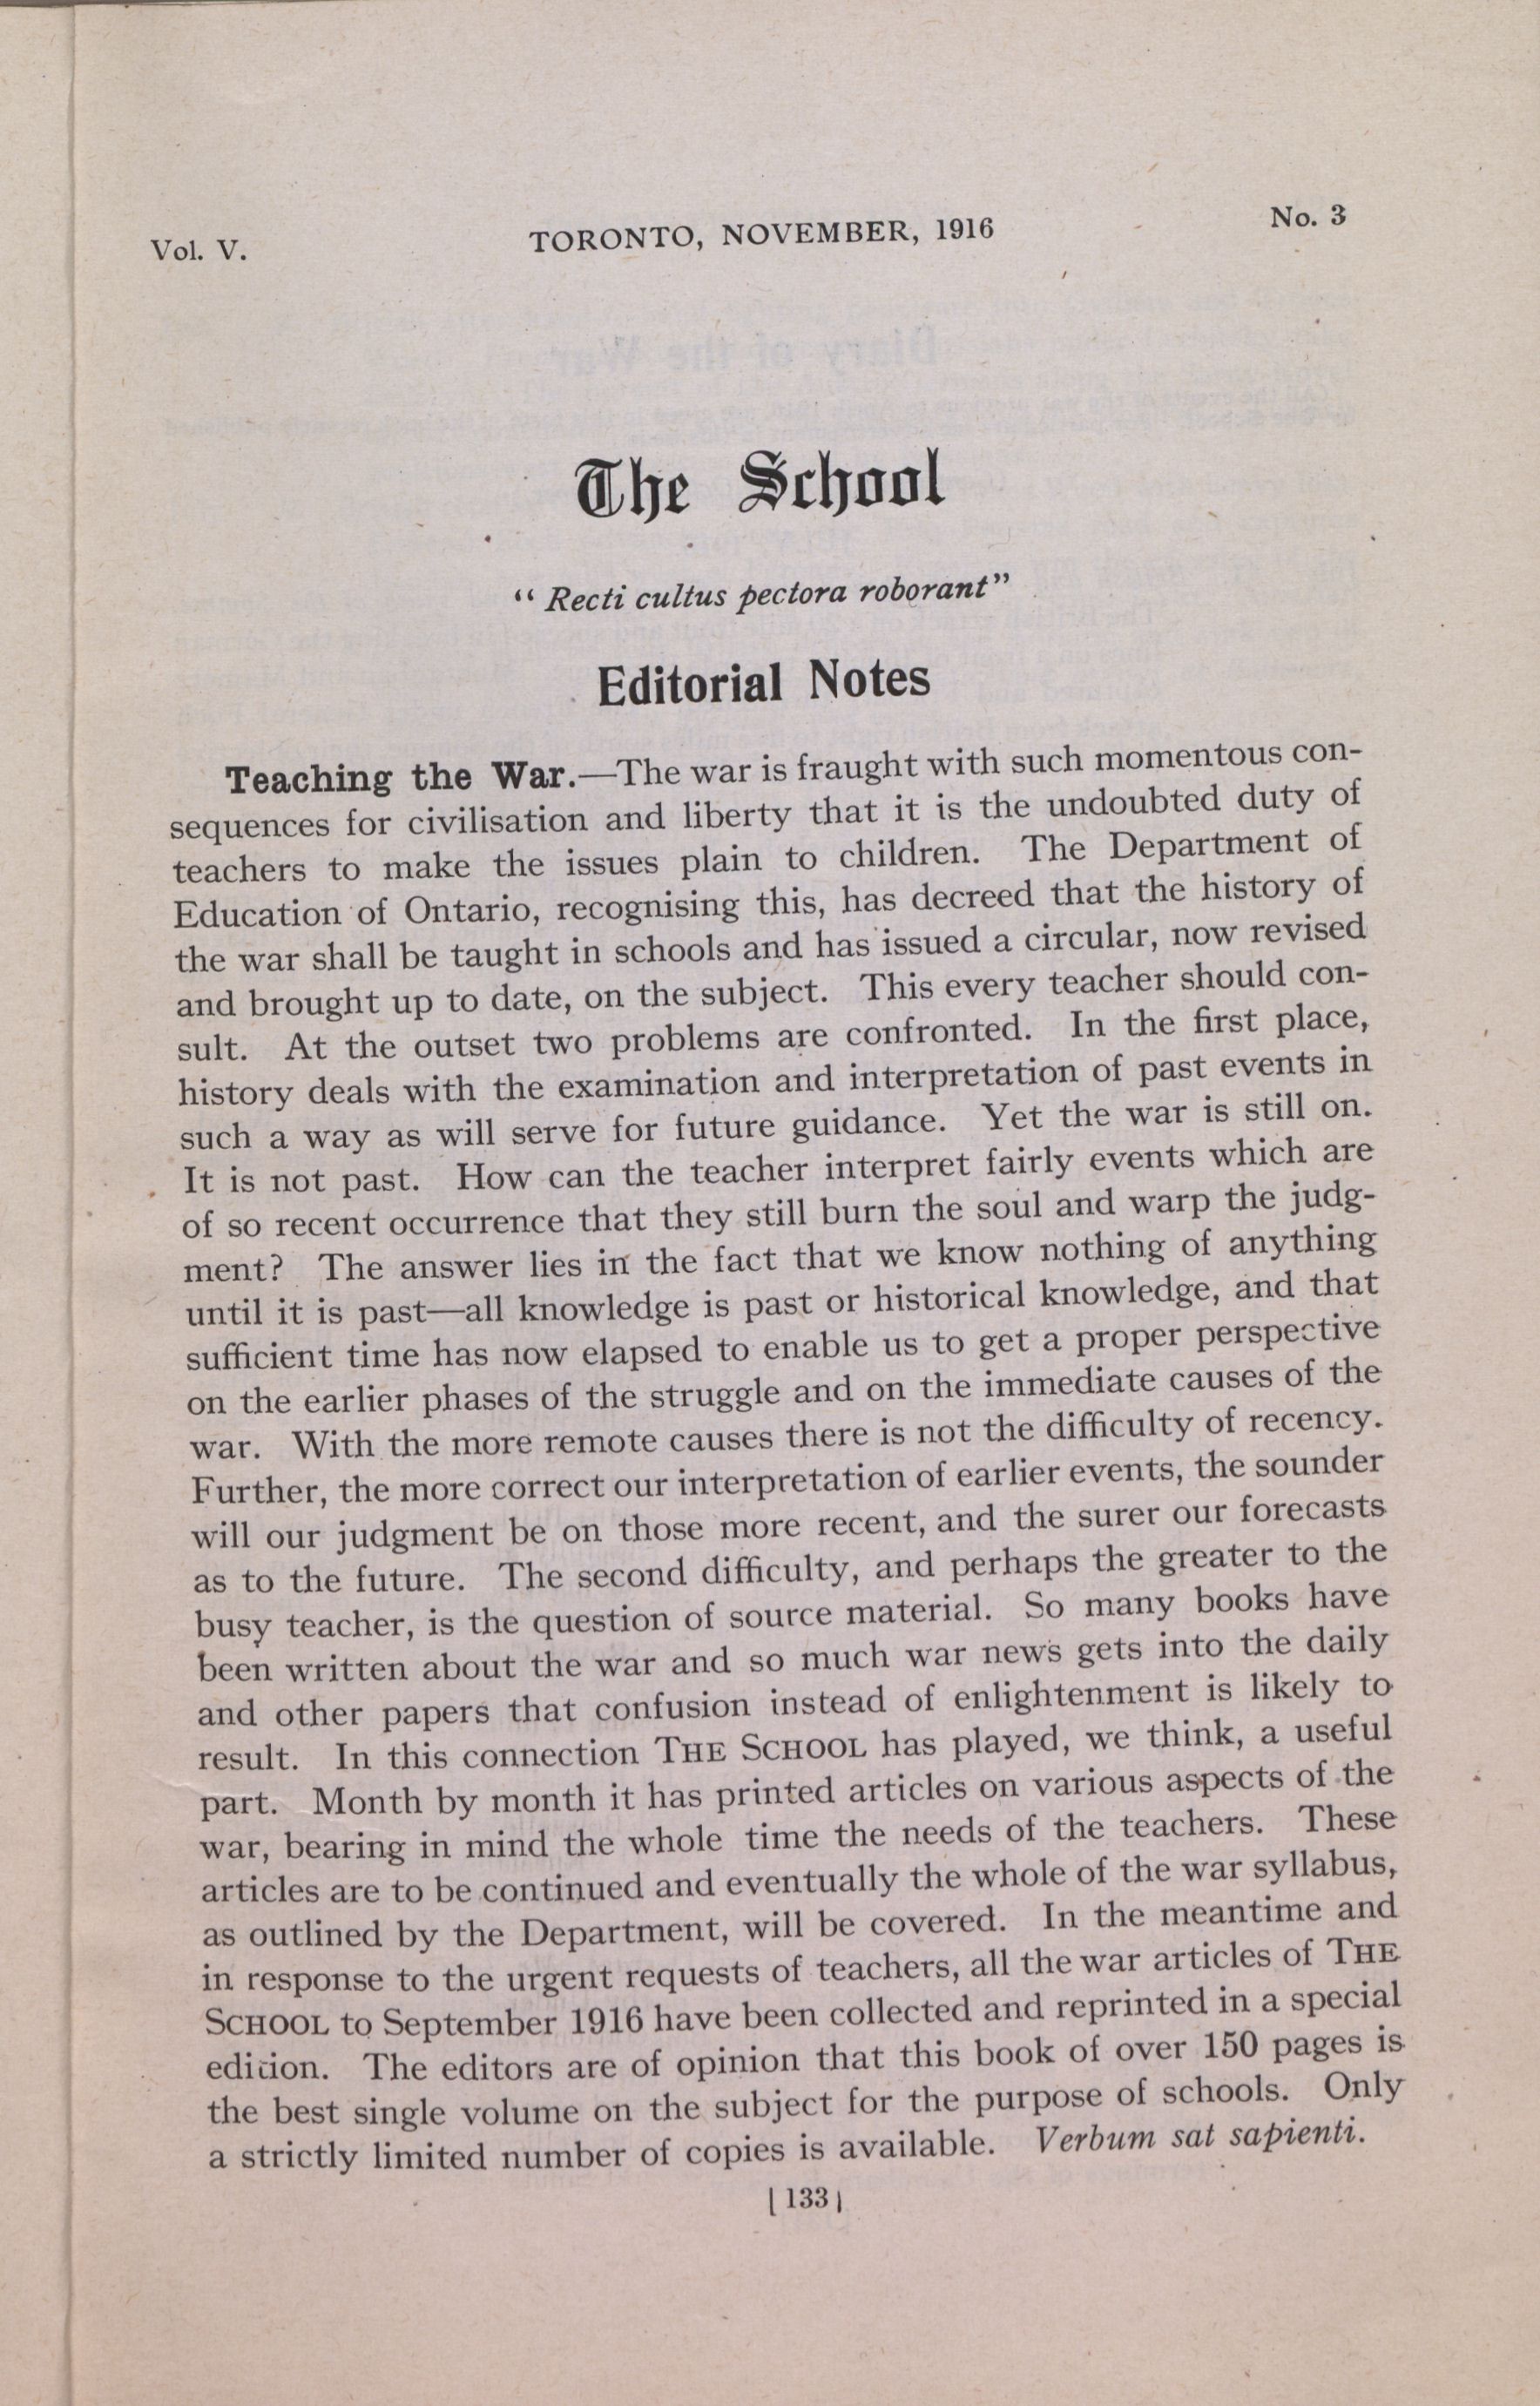 Vol. V.
TORONTO, NOVEMBER, 1916
No. 3
The School
"Recti cultus pectora roborant"
Editorial Notes
Teaching the War.—The war is fraught with such momentous con-
sequences for civilisation and liberty that it is the undoubted duty of
teachers to make the issues plain to children. The Department of
Education of Ontario, recognising this, has decreed that the history of
the war shall be taught in schools and has issued a circular, now revised
and brought up to date, on the subject. This every teacher should con-
sult. At the outset two problems are confronted. In the first place,
history deals with the examination and interpretation of past events in
such a way as will serve for future guidance. Yet the war is still on.
It is not past. How can the teacher interpret fairly events which are
of so recent occurrence that they still burn the soul and warp the judg-
ment? The answer lies in the fact that we know nothing of anything
until it is past—all knowledge is past or historical knowledge, and that
sufficient time has now elapsed to enable us to get a proper perspective
on the earlier phases of the struggle and on the immediate causes of the
war. With the more remote causes there is not the difficulty of recency.
Further, the more correct our interpretation of earlier events, the sounder
will our judgment be on those more recent, and the surer our forecasts
as to the future. The second difficulty, and perhaps the greater to the
busy teacher, is the question of source material. So many books have
been written about the war and so much war news gets into the daily
and other papers that confusion instead of enlightenment is likely to
result. In this connection THE SCHOOL has played, we think, a useful
part. Month by month it has printed articles on various aspects of the
war, bearing in mind the whole time the needs of the teachers. These
articles are to be continued and eventually the whole of the war syllabus,
as outlined by the Department, will be covered. In the meantime and
in response to the urgent requests of teachers, all the war articles of THE
SCHOOL to September 1916 have been collected and reprinted in a special
edition. The editors are of opinion that this book of over 150 pages is
the best single volume on the subject for the purpose of schools. Only
a strictly limited number of copies is available. Verbum sat sapienti.
[133]